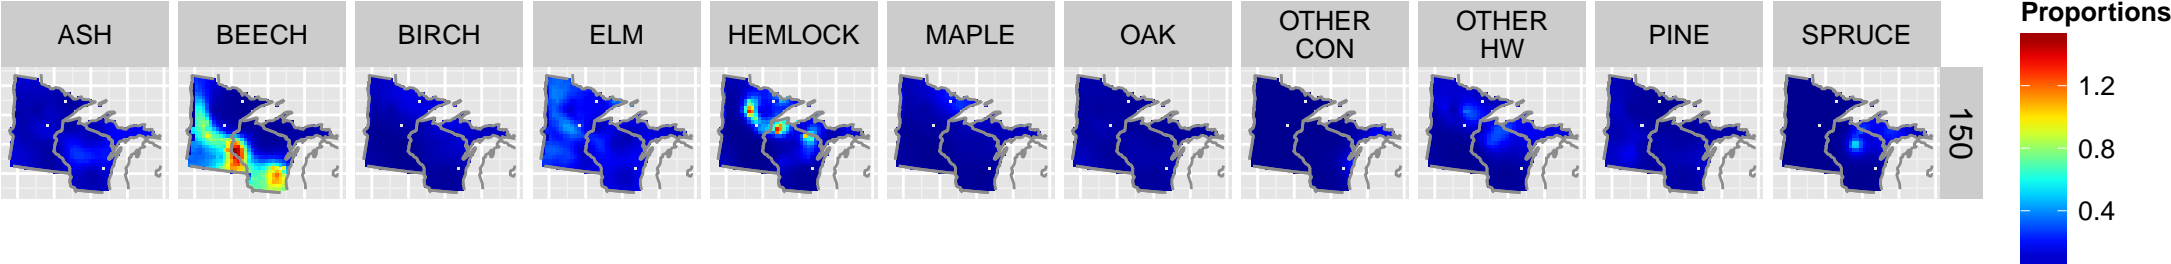 ASH
BEECH
BIRCH
ELM
HEMLOCK
MAPLE
OAK
OTHER
CON
OTHER
HW
PINE
SPRUCE
150
Proportions
1.2
0.8
0.4